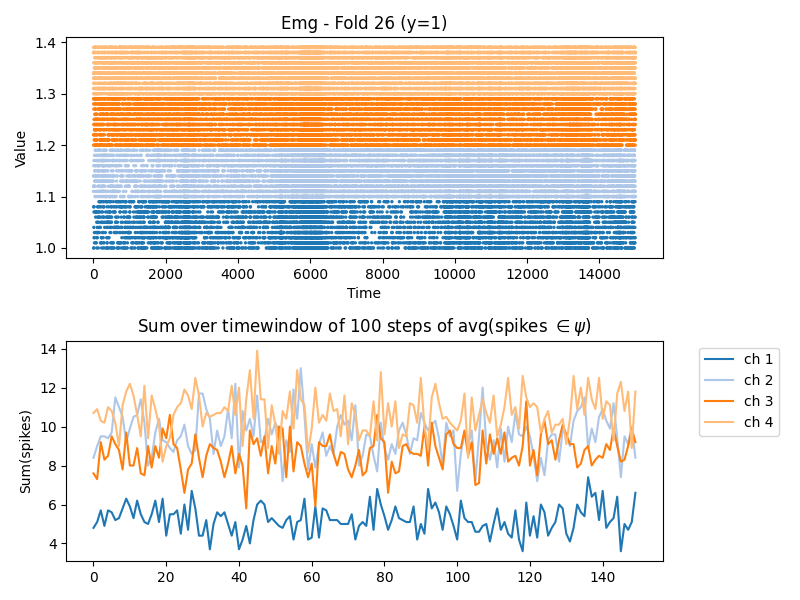 Emg - Fold 26 (y=1)
Value
1.4
1.3
1.2
1.1
1.0
0 2000 4000 6000 8000 10000 12000 14000
Time
Sum over timewindow of 100 steps of avg(spikes ∈ ψ)
Sum(spikes)
14
12
10
8
6
4
0 20 40 60 80 100 120 140
ch 1
ch 2
ch 3
ch 4